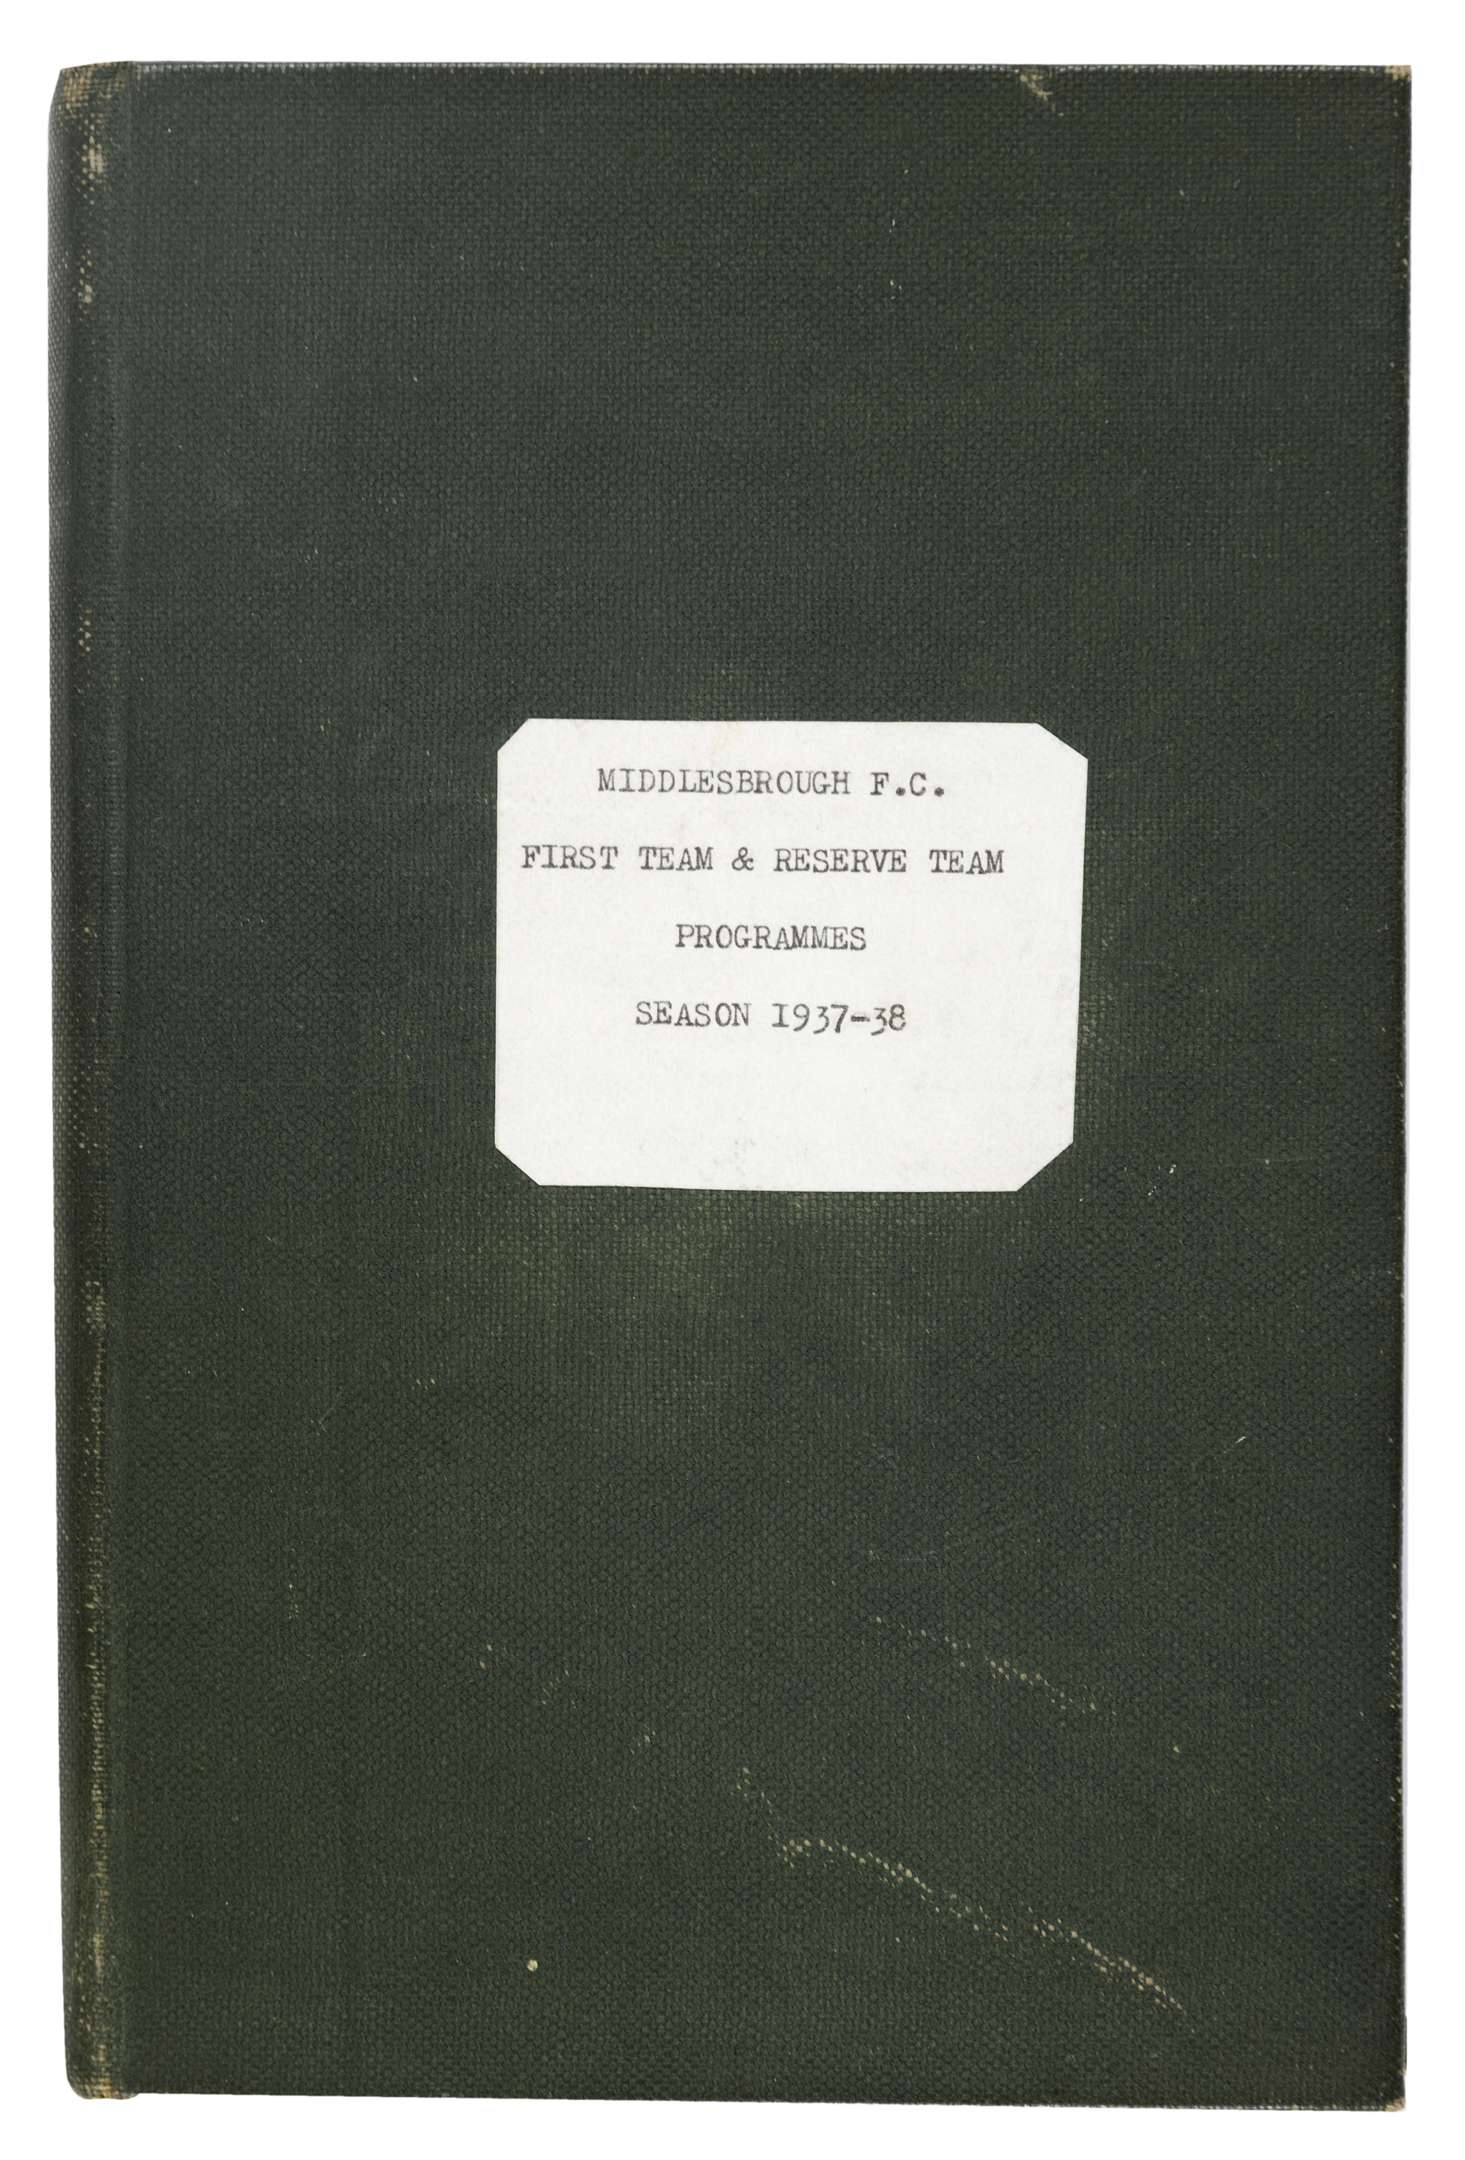 MIDDLESBROUGH F.C.
FIRST TEAM & RESERVE TEAM
PROGRAMMES
SEASON 1937-38